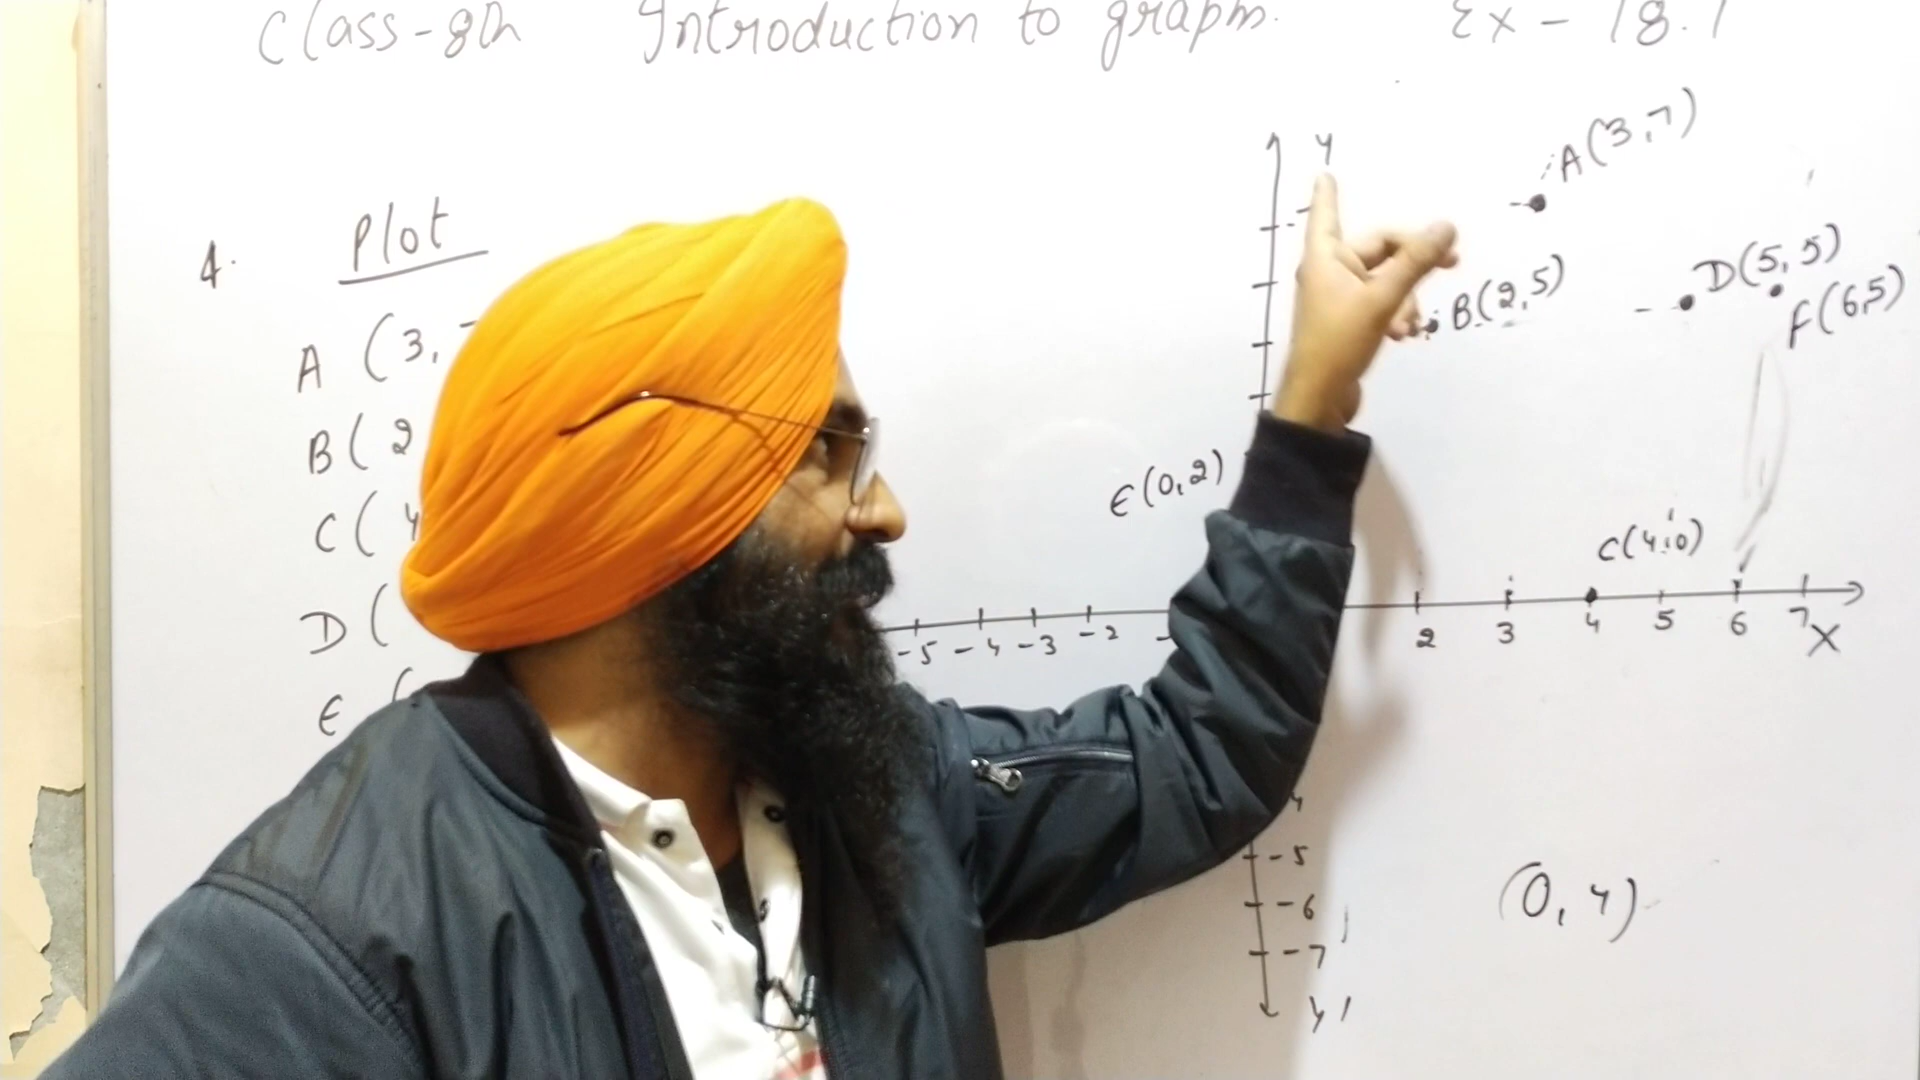 Class-8th Introduction to graph. Ex - 18.1
4. Plot
A (3,
B ( 2
C ( 4
D (
E (
Y
A(3,7)
B(2,5)
D(5,5)
F(6,5)
E(0,2)
C(4,0)
-5 -4 -3 -2 2 3 4 5 6 7 X
-5
-6
-7
Y'
(0,4)